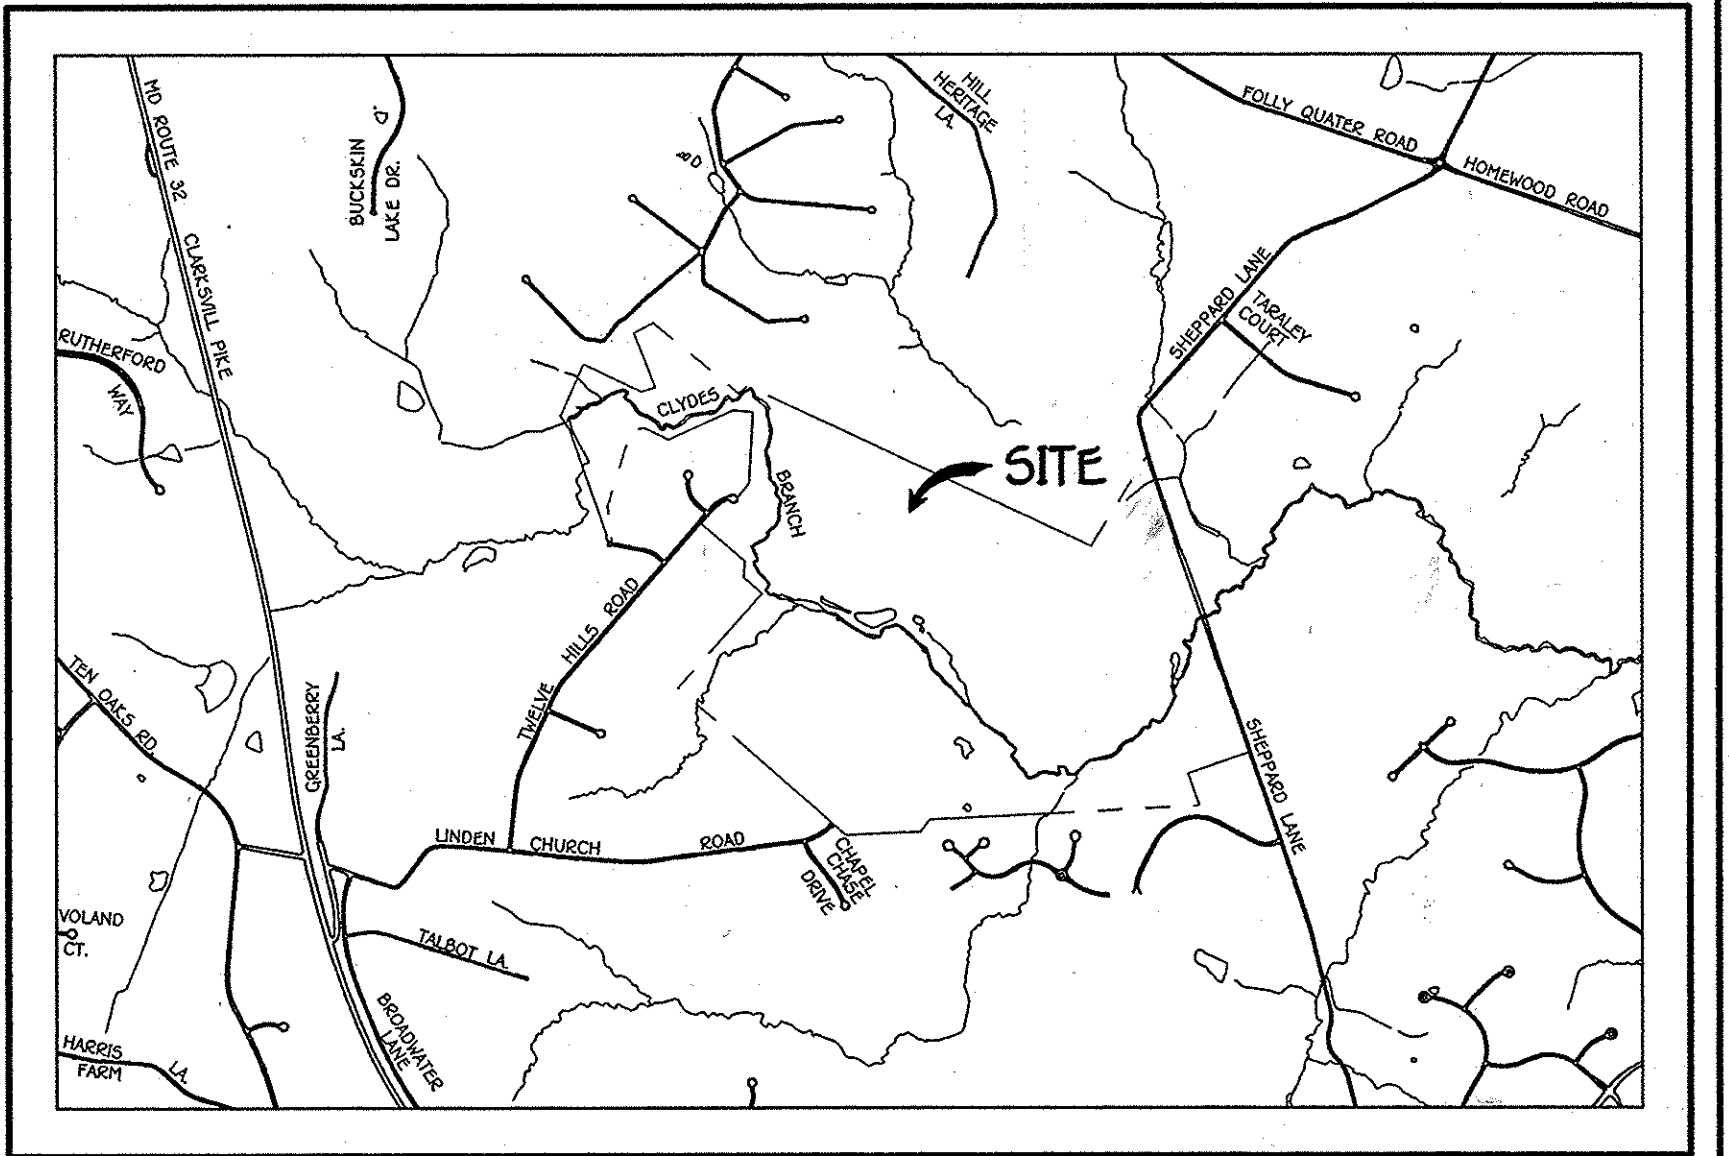 MD ROUTE 32
CLARKSVILL PIKE
BUCKSKIN
LAKE DR.
HILL
HERITAGE
LA.
FOLLY QUATER ROAD
HOMEWOOD ROAD
SHEPPARD LANE
TARALEY
COURT
RUTHERFORD
WAY
CLYDES
BRANCH
SITE
TWELVE HILLS ROAD
TEN OAKS RD.
GREENBERRY
LA.
SHEPPARD LANE
LINDEN CHURCH ROAD
CHAPEL
CHASE
DRIVE
VOLAND
CT.
TALBOT LA.
BROADWATER
LANE
HARRIS
FARM LA.